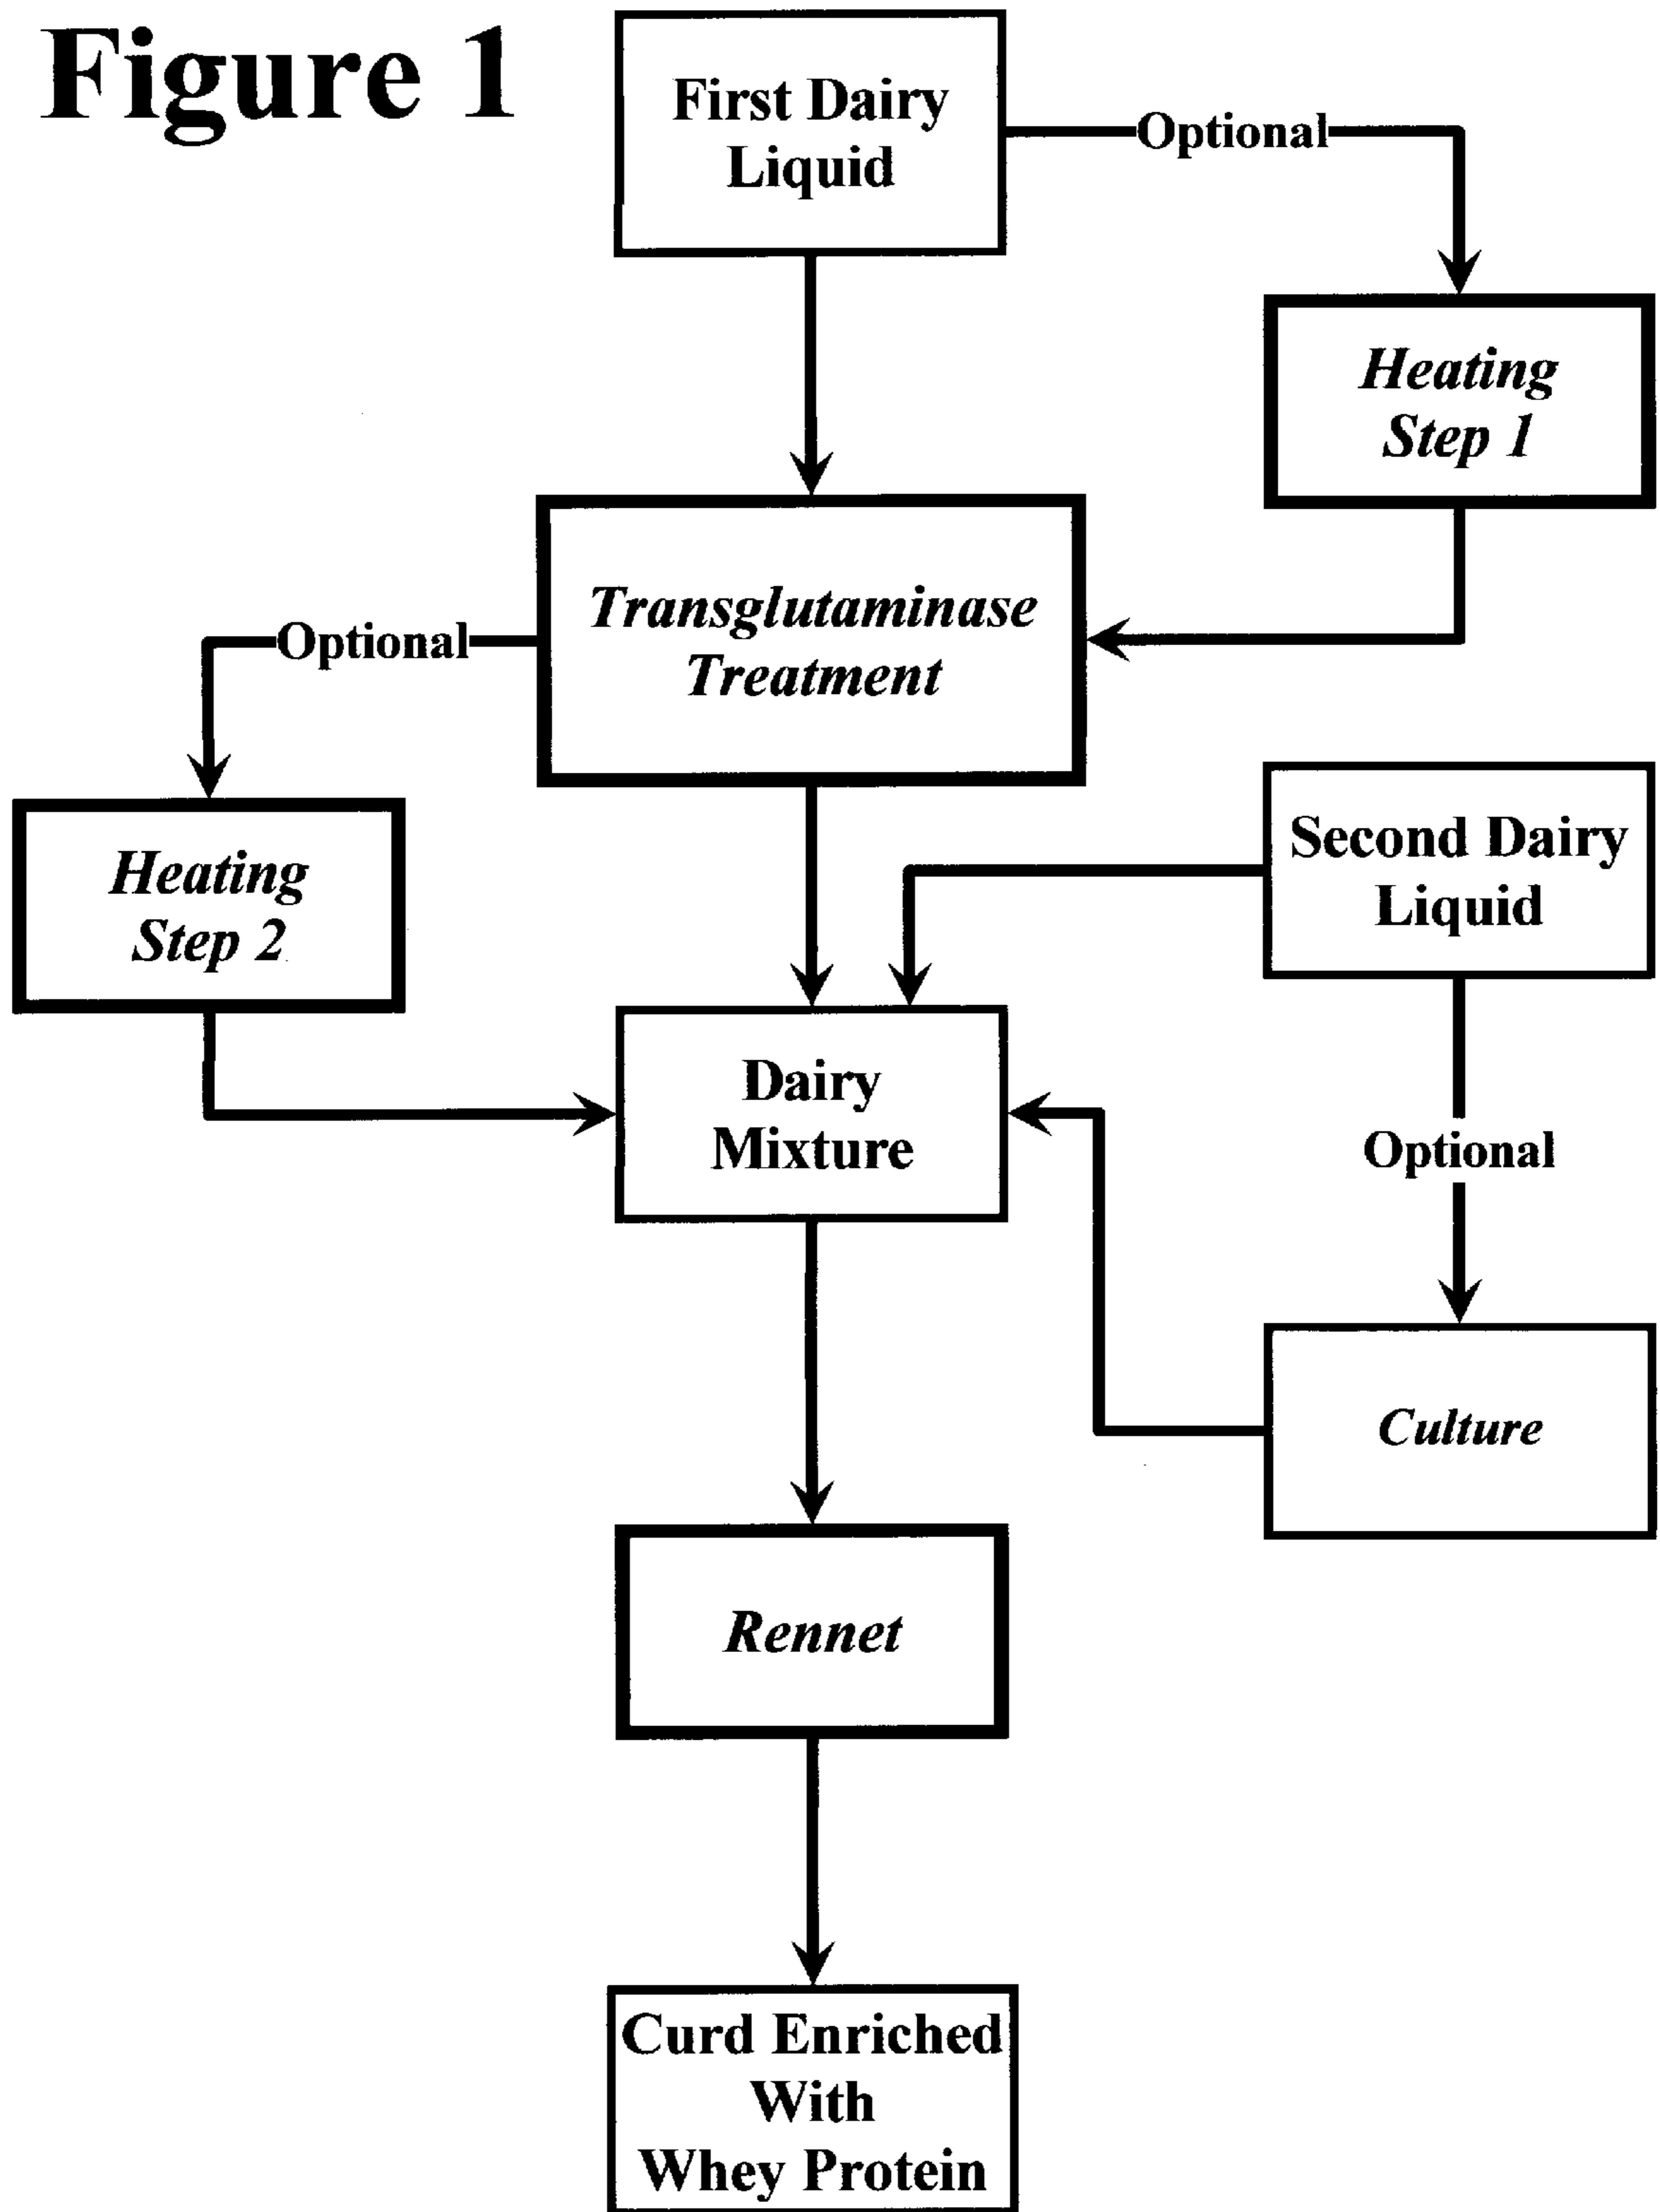 Figure 1
First Dairy
Liquid
Optional
Heating
Step 1
Transglutaminase
Treatment
Optional
Second Dairy
Liquid
Heating
Step 2
Dairy
Mixture
Optional
Culture
Rennet
Curd Enriched
With
Whey Protein